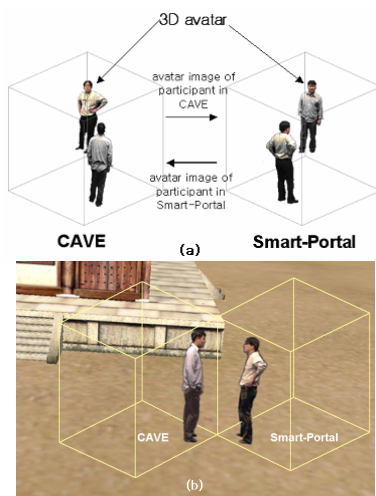 3D avatar
avatar image of
participant in
CAVE
avatar image of
participant in
Smart-Portal
CAVE
Smart-Portal
(a)
CAVE
Smart-Portal
(b)